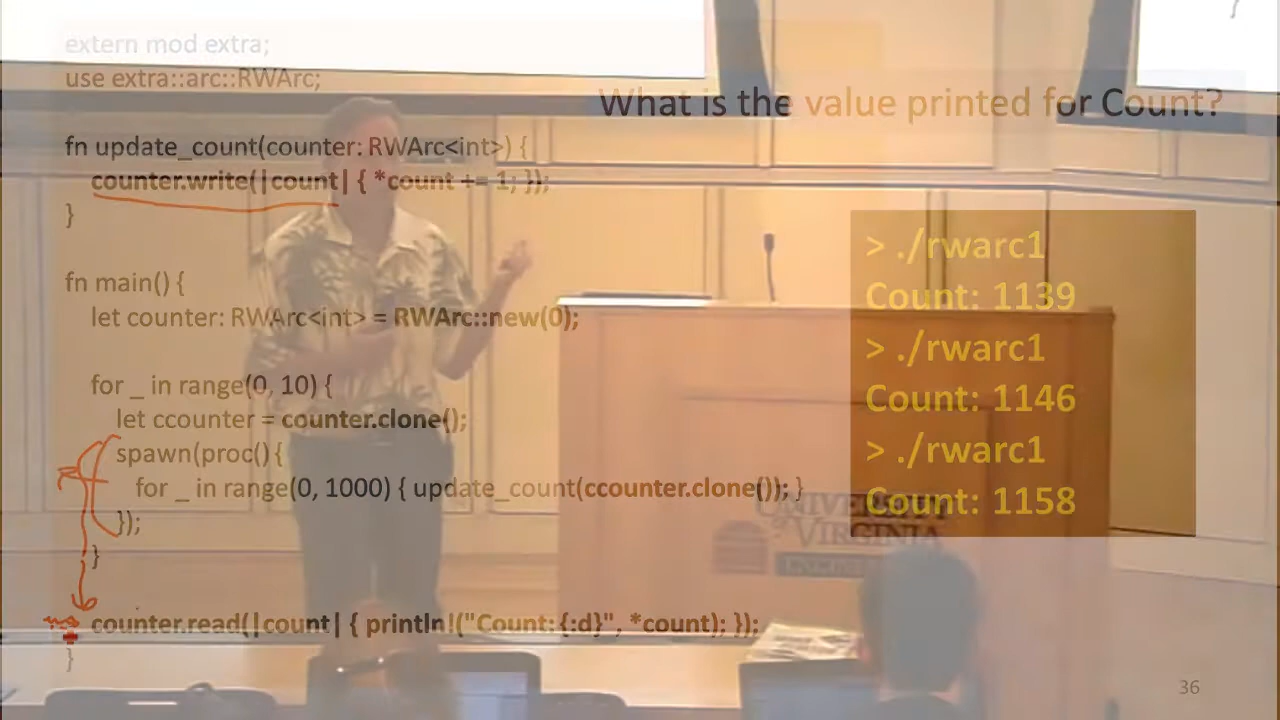 extern mod extra;
use extra::arc::RWArc;
What is the value printed for Count?
fn update_count(counter: RWArc<int>) {
counter.write(|count| { *count += 1; });
}
fn main() {
let counter: RWArc<int> = RWArc::new(0);
for _ in range(0, 10) {
let ccounter = counter.clone();
spawn(proc() {
for _ in range(0, 1000) { update_count(ccounter.clone()); }
});
}
counter.read(|count| { println!("Count: {:d}", *count); });
}
> ./rwarc1
Count: 1139
> ./rwarc1
Count: 1146
> ./rwarc1
Count: 1158
UNIVERSITY
of VIRGINIA
36